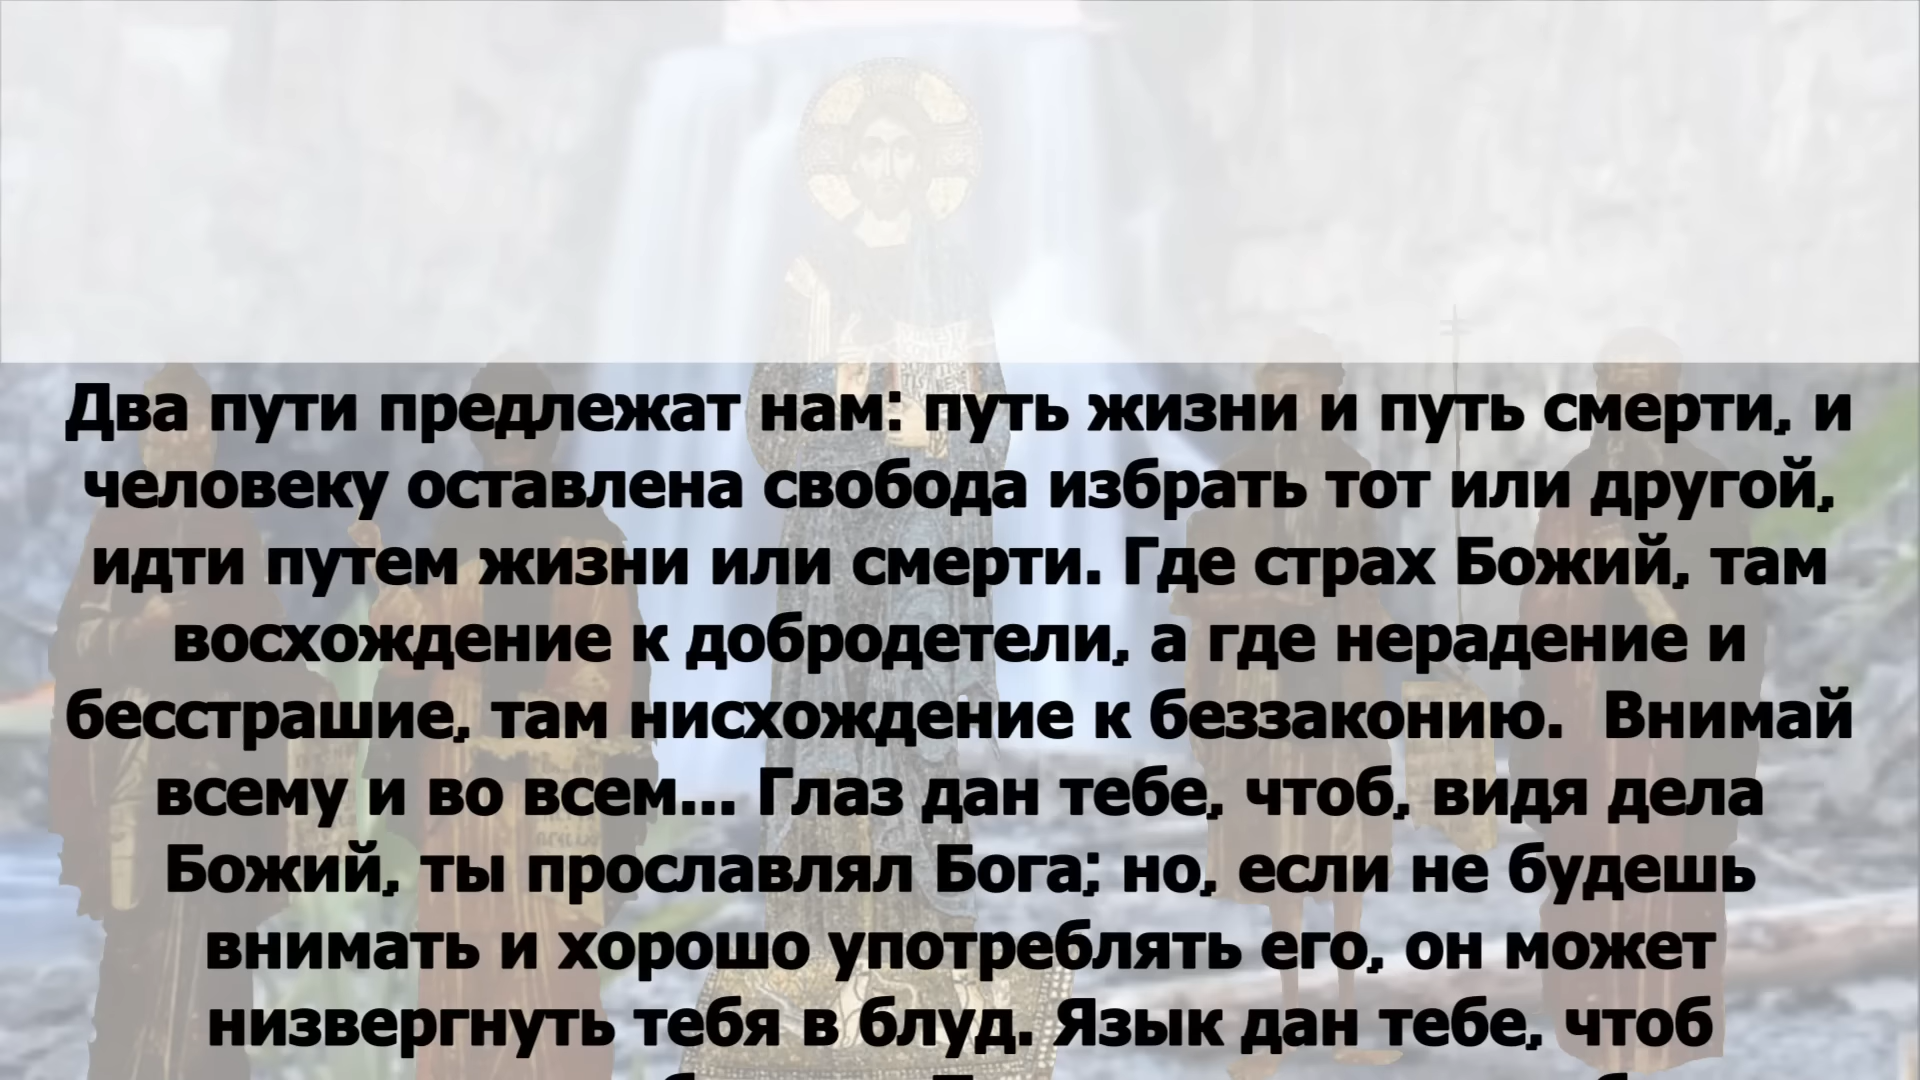 Два пути предлежат нам: путь жизни и путь смерти, и
человеку оставлена свобода избрать тот или другой,
идти путем жизни или смерти. Где страх Божий, там
восхождение к добродетели, а где нерадение и
бесстрашие, там нисхождение к беззаконию.  Внимай
всему и во всем... Глаз дан тебе, чтоб, видя дела
Божий, ты прославлял Бога; но, если не будешь
внимать и хорошо употреблять его, он может
низвергнуть тебя в блуд. Язык дан тебе, чтоб